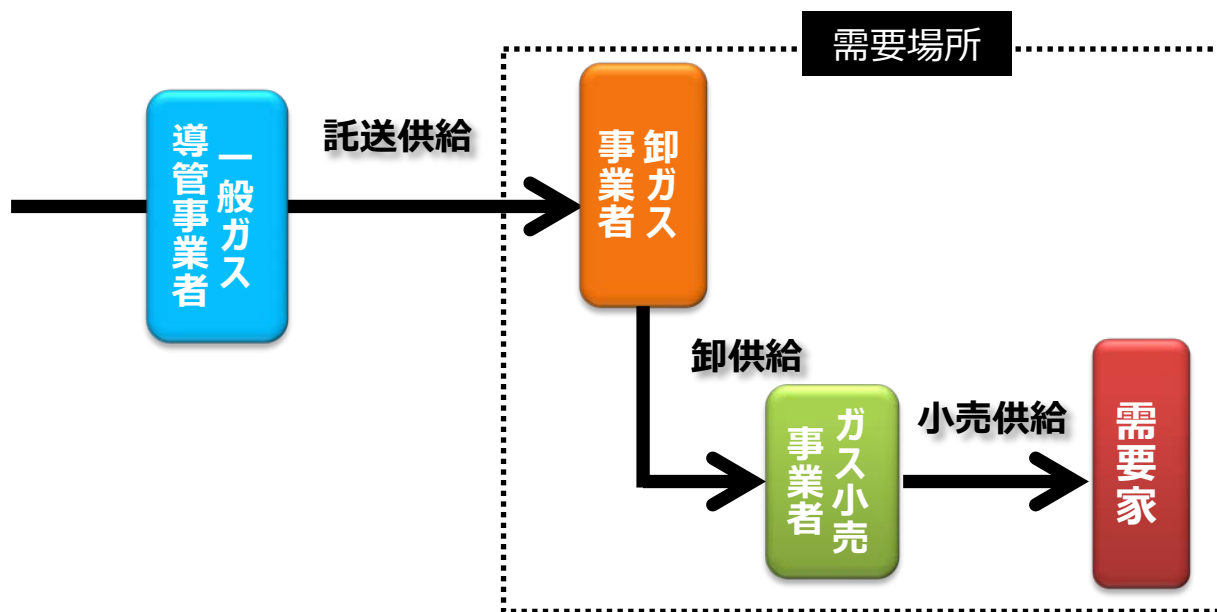 需要場所
一般ガス
導管事業者
託送供給
卸ガス
事業者
卸供給
ガス小売
事業者
小売供給
需要家